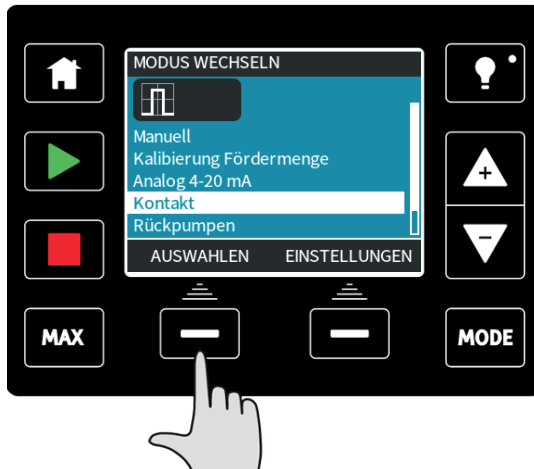 MODUS WECHSELN
Manuell
Kalibierung Fördermenge
Analog 4-20 mA
Kontakt
Rückpumpen
AUSWAHLEN EINSTELLUNGEN
+
-
MAX
MODE